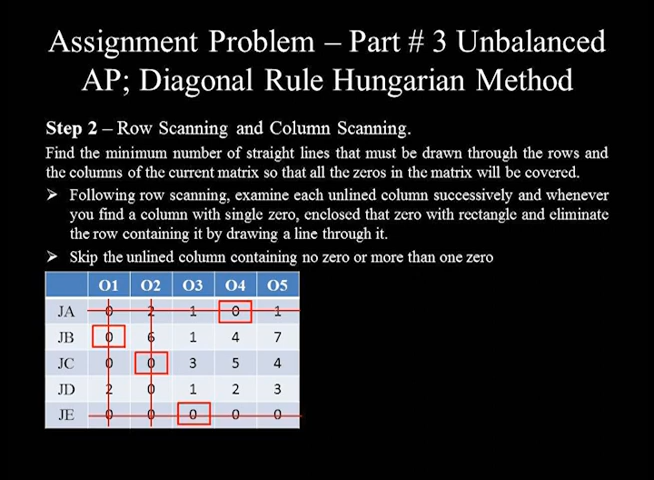 Assignment Problem – Part # 3 Unbalanced
AP; Diagonal Rule Hungarian Method
Step 2 – Row Scanning and Column Scanning.
Find the minimum number of straight lines that must be drawn through the rows and
the columns of the current matrix so that all the zeros in the matrix will be covered.
➢ Following row scanning, examine each unlined column successively and whenever
you find a column with single zero, enclosed that zero with rectangle and eliminate
the row containing it by drawing a line through it.
➢ Skip the unlined column containing no zero or more than one zero
O1 O2 O3 O4 O5
JA 0 2 1 0 1
JB 0 6 1 4 7
JC 0 0 3 5 4
JD 2 0 1 2 3
JE 0 0 0 0 0